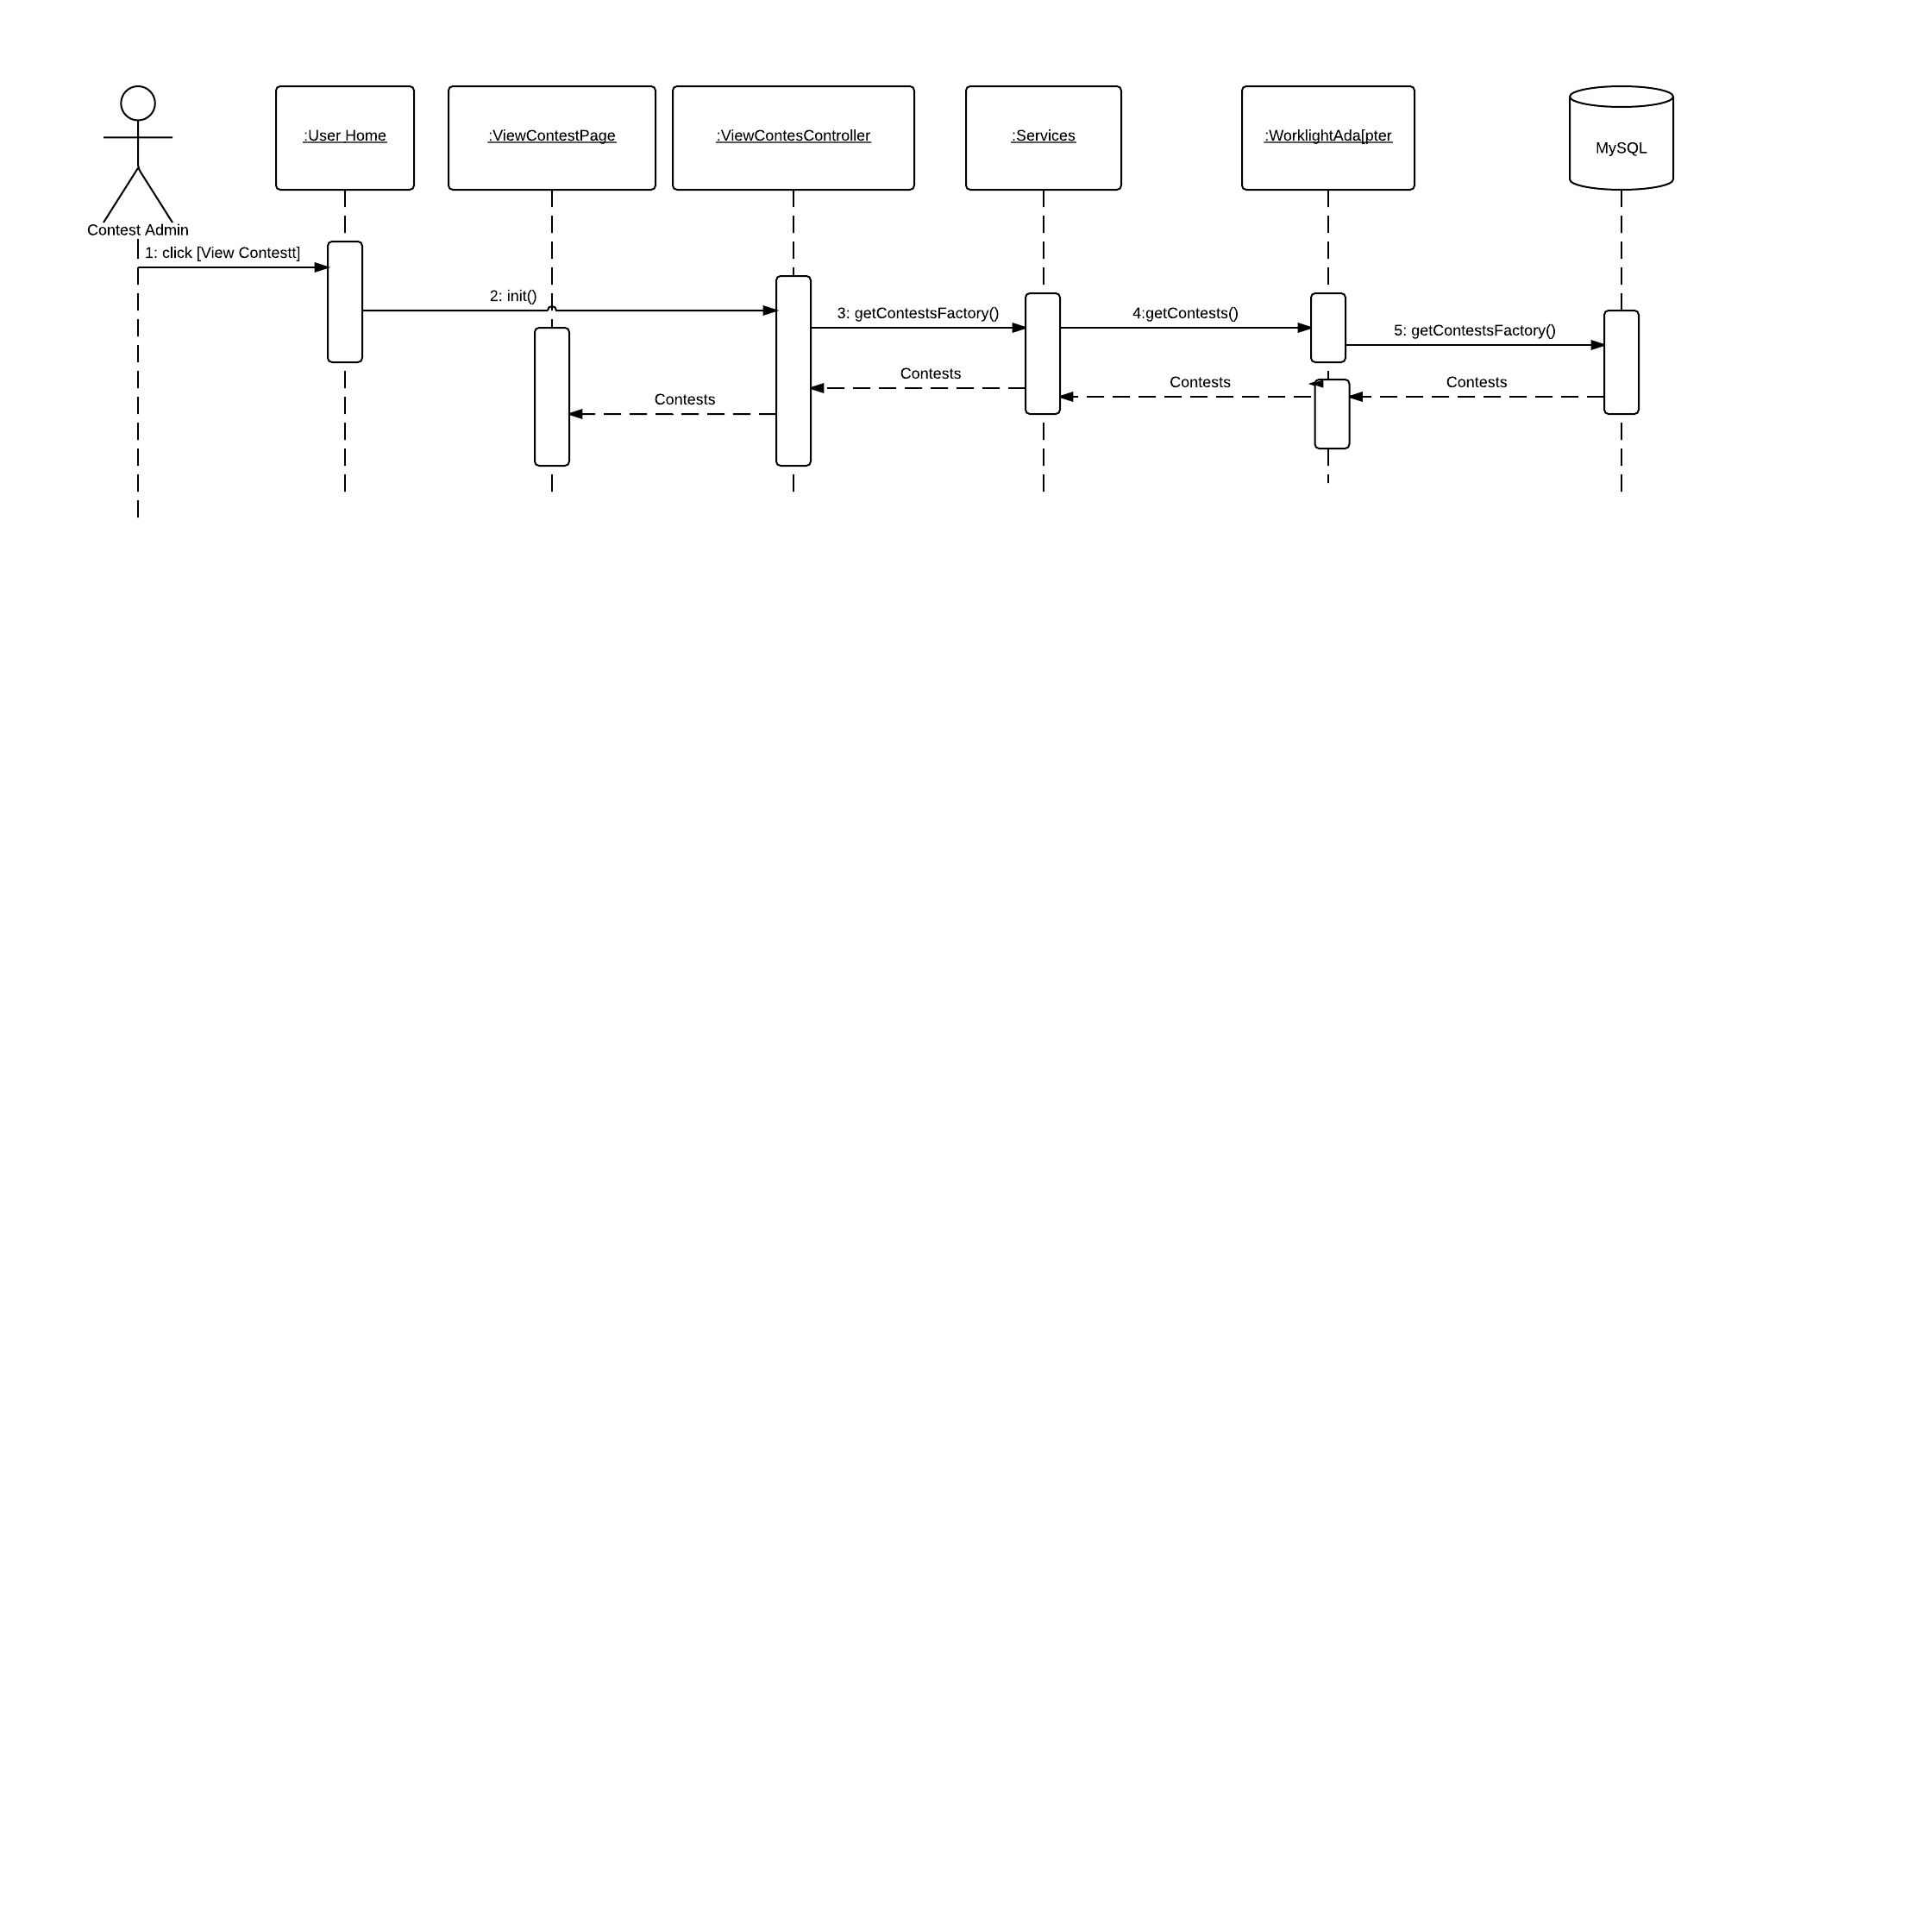 :User Home
:ViewContestPage
:ViewContesController
:Services
:WorklightAda[pter
MySQL
Contest Admin
1: click [View Contestt]
2: init()
3: getContestsFactory()
4:getContests()
5: getContestsFactory()
Contests
Contests
Contests
Contests